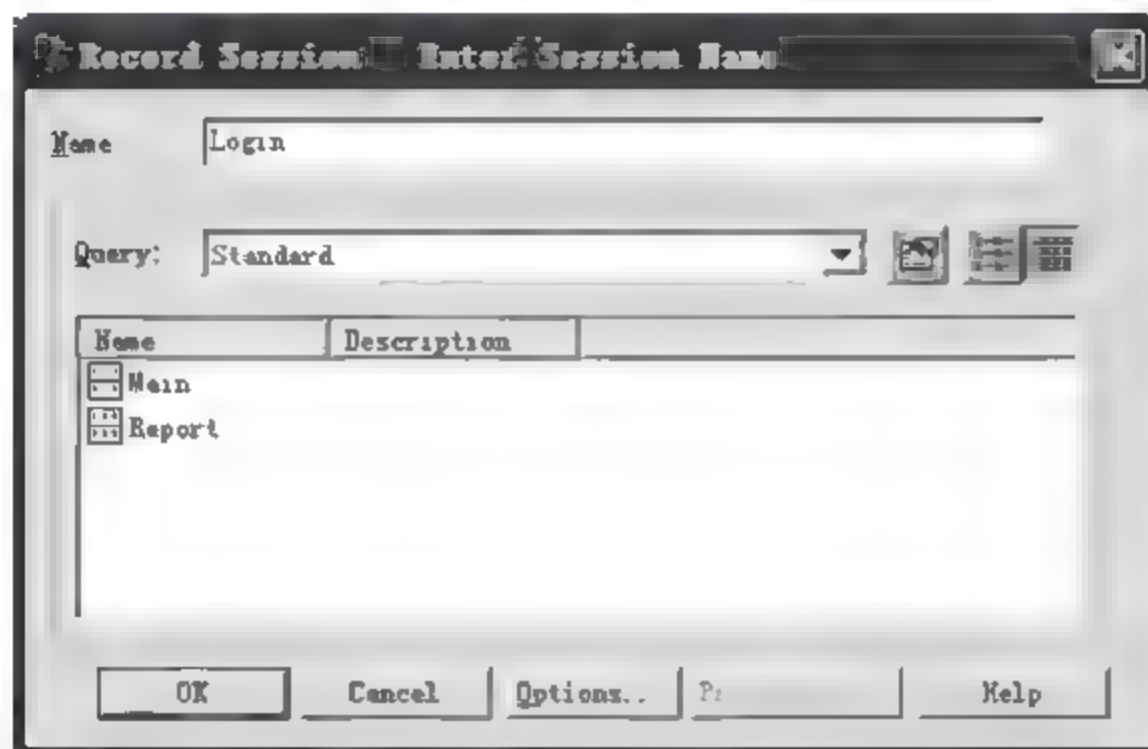 Record Session - Enter Session Name
Name Login
Query: Standard
Name Description
Main
Report
OK Cancel Options.. Help